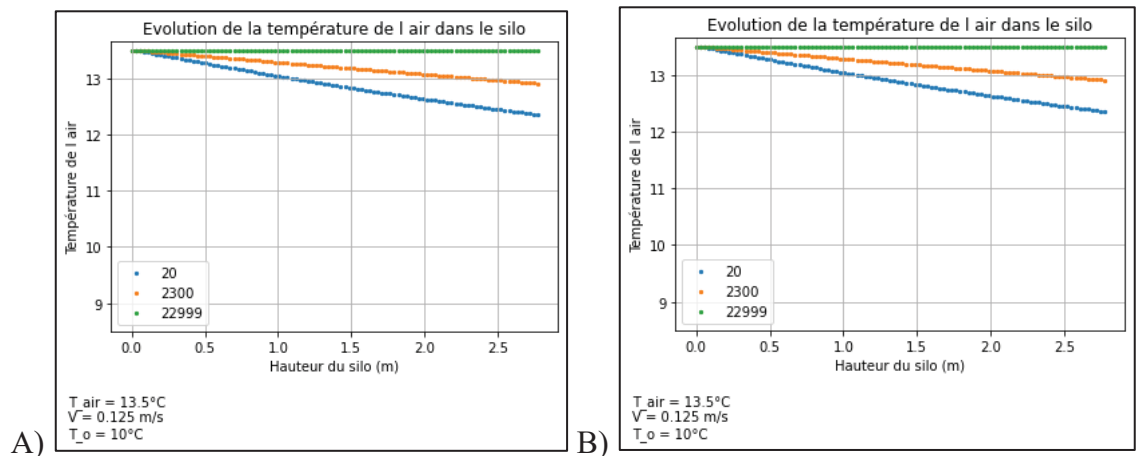 Evolution de la température de l air dans le silo
Température de l air
13
12
11
10
9
20
2300
22999
0.0 0.5 1.0 1.5 2.0 2.5
Hauteur du silo (m)
T_air = 13.5°C
V = 0.125 m/s
T_o = 10°C
A)
Evolution de la température de l air dans le silo
Température de l air
13
12
11
10
9
20
2300
22999
0.0 0.5 1.0 1.5 2.0 2.5
Hauteur du silo (m)
T_air = 13.5°C
V = 0.125 m/s
T_o = 10°C
B)